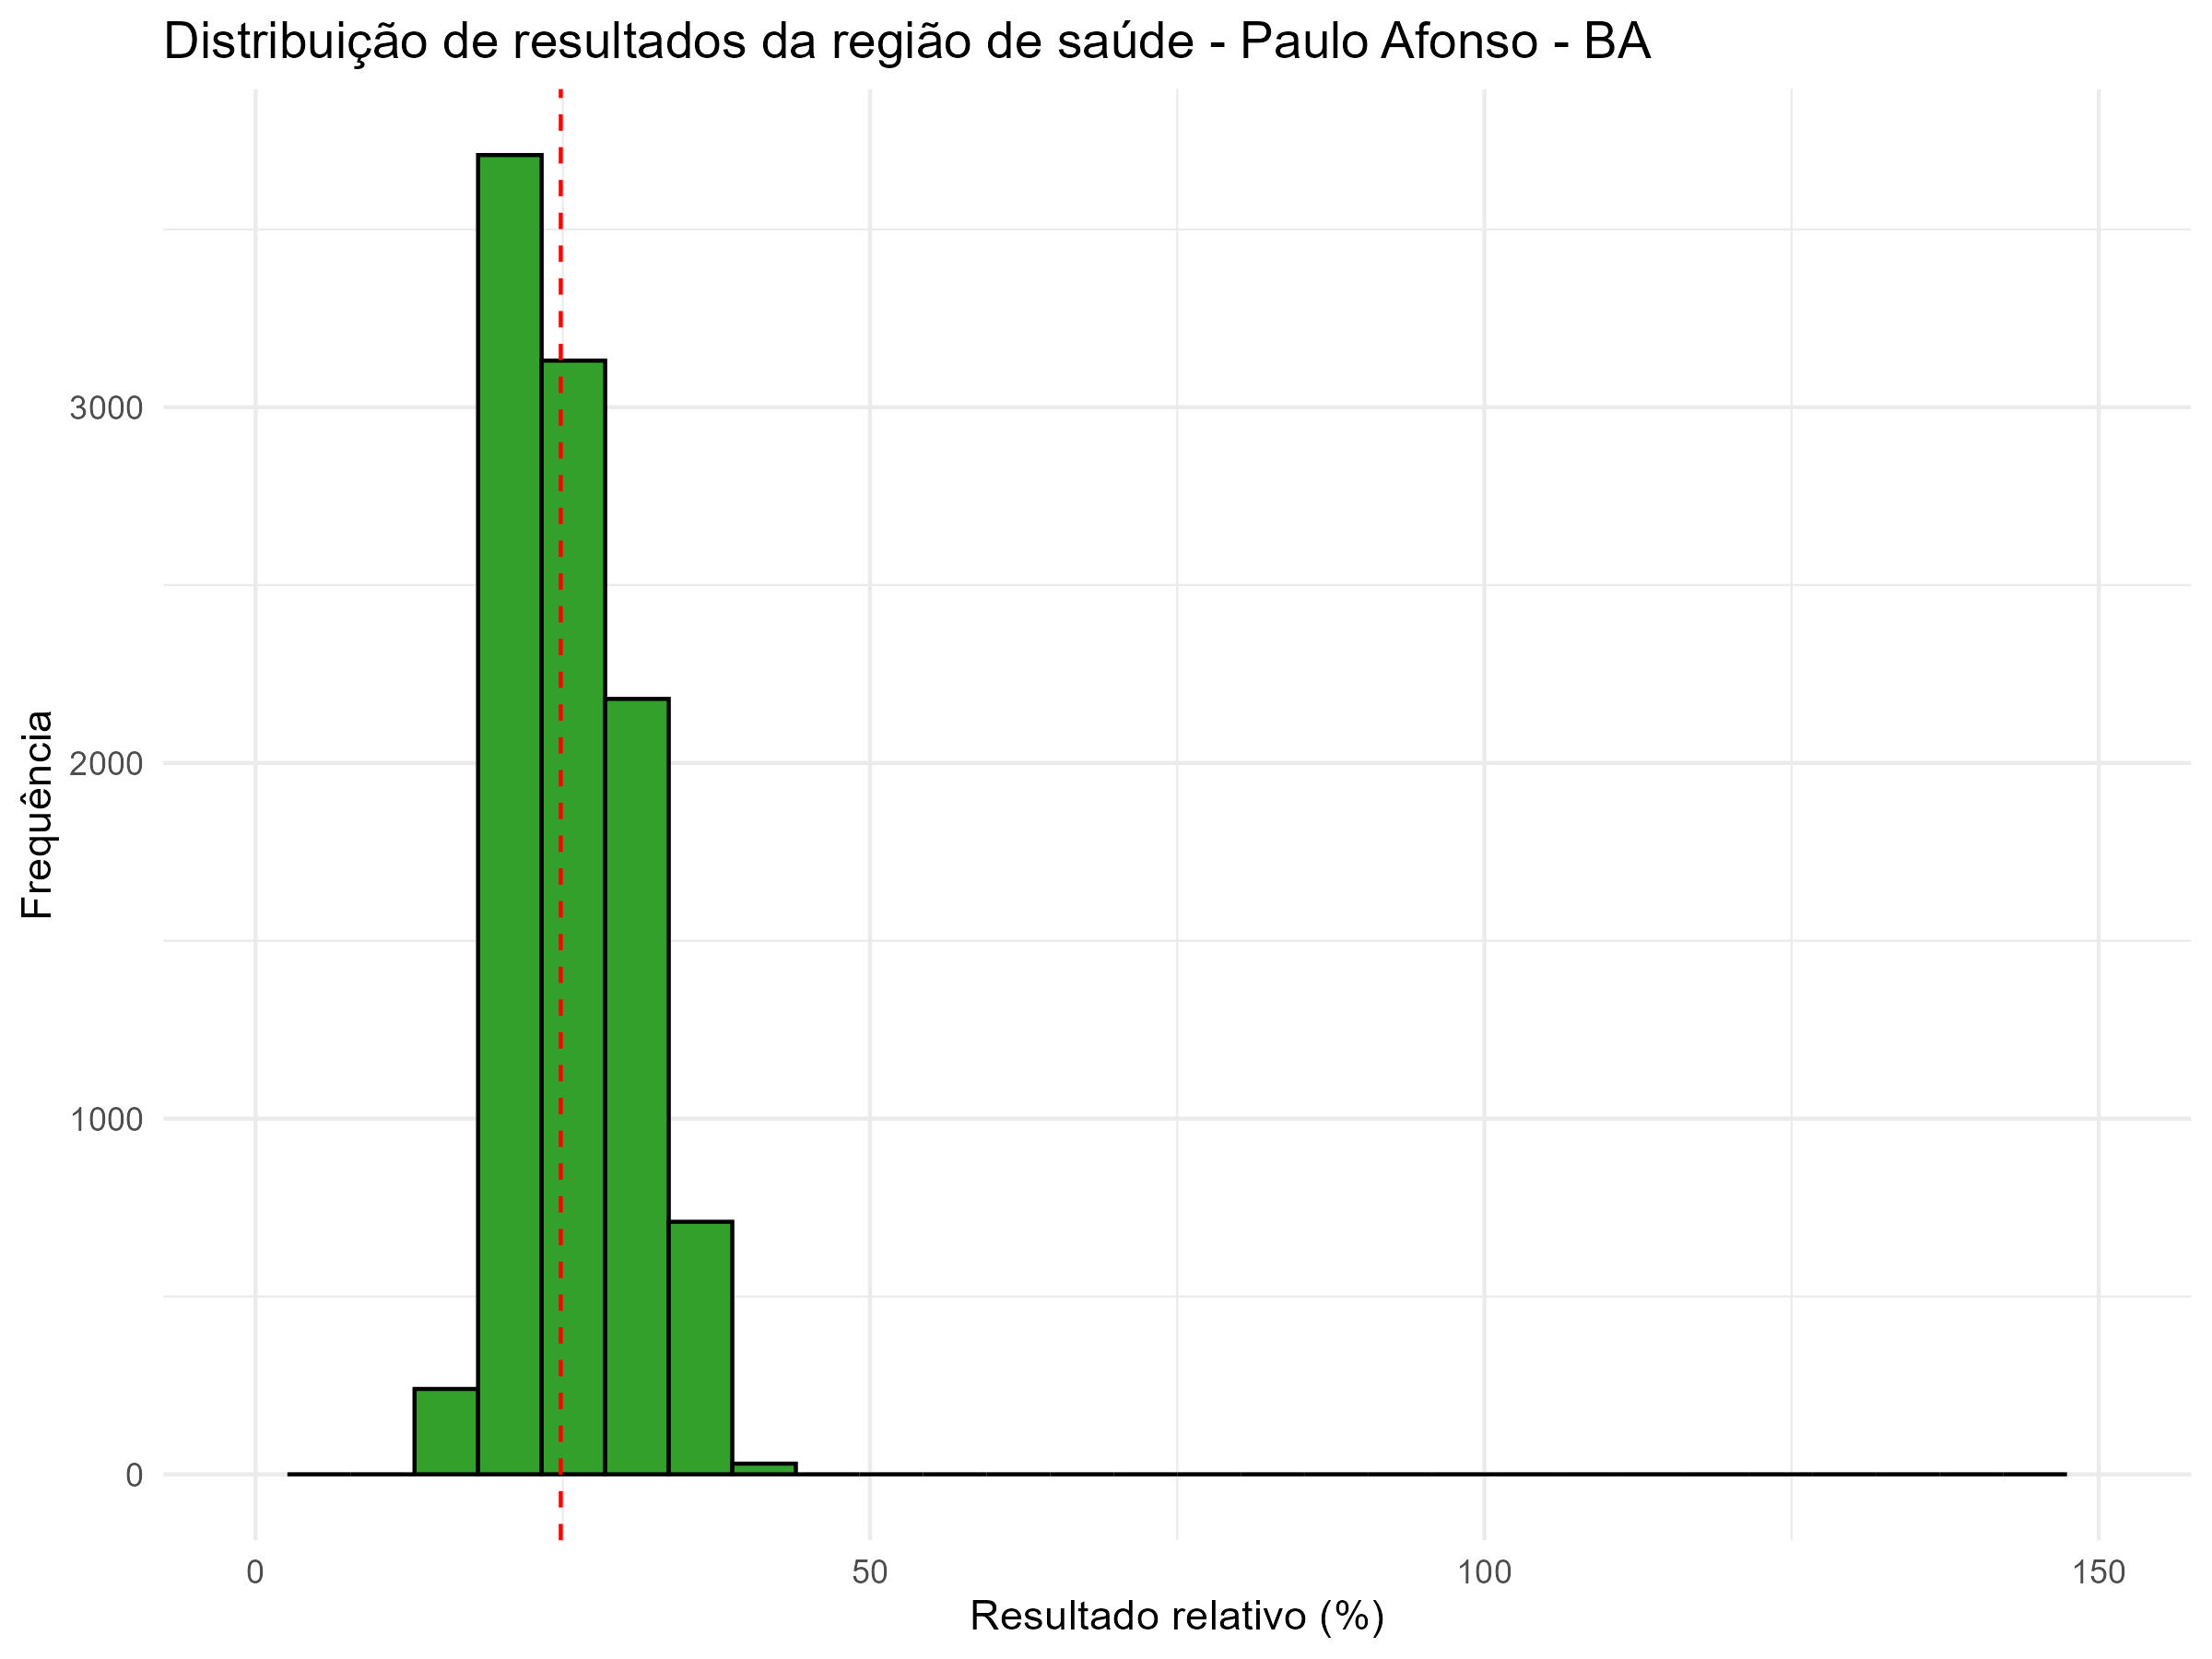 Distribuição de resultados da região de saúde - Paulo Afonso - BA
Frequência
3000
2000
1000
0
0 50 100 150
Resultado relativo (%)